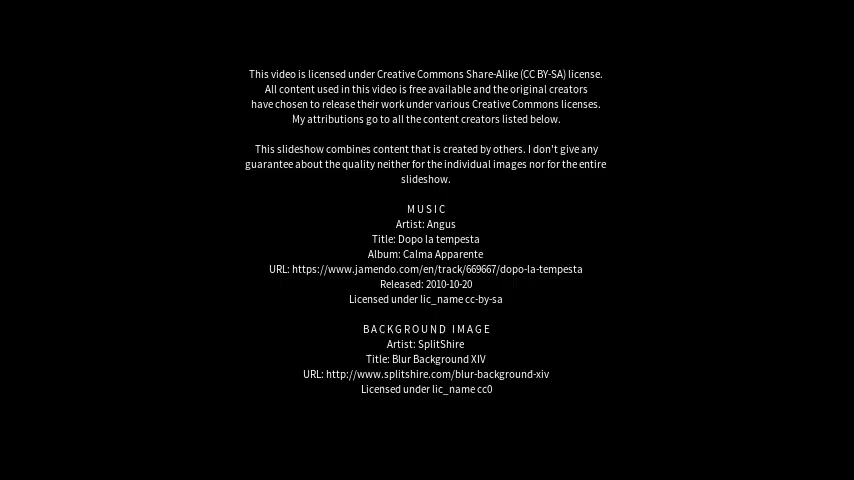 This video is licensed under Creative Commons Share-Alike (CC BY-SA) license.
All content used in this video is free available and the original creators
have chosen to release their work under various Creative Commons licenses.
My attributions go to all the content creators listed below.
This slideshow combines content that is created by others. I don't give any
guarantee about the quality neither for the individual images nor for the entire
slideshow.
MUSIC
Artist: Angus
Title: Dopo la tempesta
Album: Calma Apparente
URL: https://www.jamendo.com/en/track/669667/dopo-la-tempesta
Released: 2010-10-20
Licensed under lic_name cc-by-sa
BACKGROUND IMAGE
Artist: SplitShire
Title: Blur Background XIV
URL: http://www.splitshire.com/blur-background-xiv
Licensed under lic_name cc0